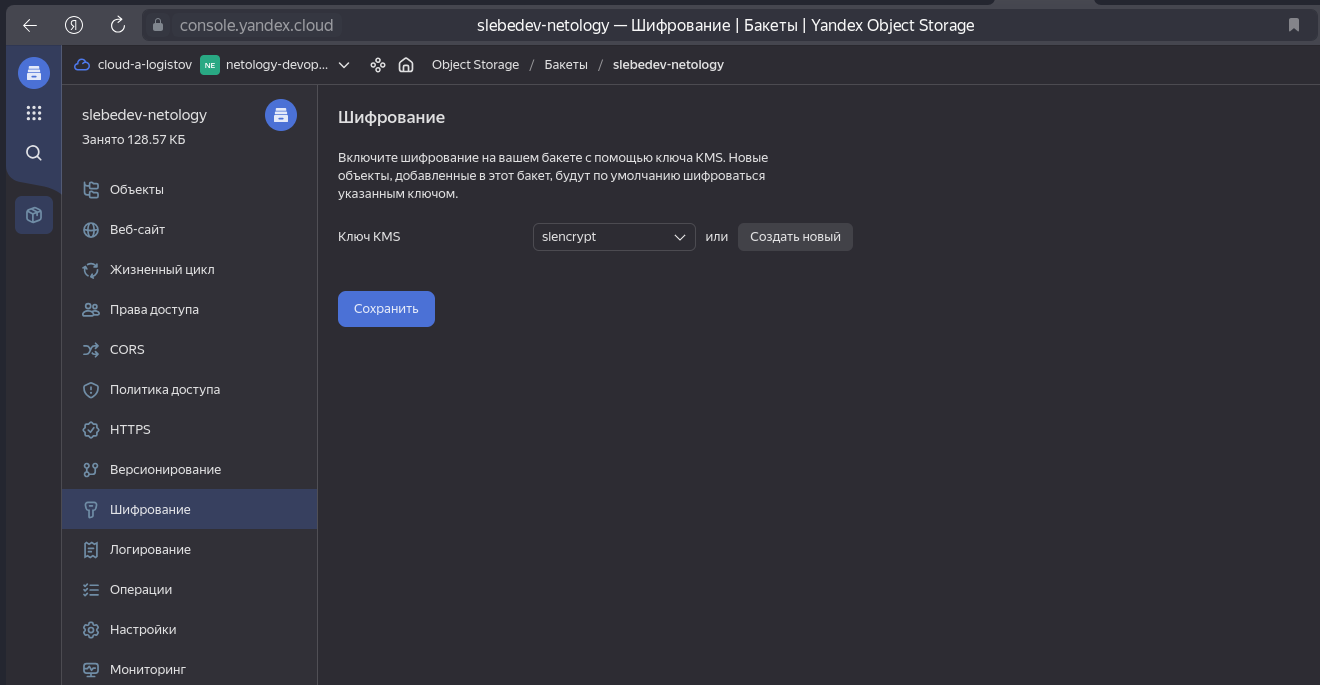 Я console.yandex.cloud slebedev-netology — Шифрование | Бакеты | Yandex Object Storage
cloud-a-logistov NE netology-devop... Object Storage / Бакеты / slebedev-netology
slebedev-netology
Занято 128.57 КБ
Объекты
Веб-сайт
Жизненный цикл
Права доступа
CORS
Политика доступа
HTTPS
Версионирование
Шифрование
Логирование
Операции
Настройки
Мониторинг
Шифрование
Включите шифрование на вашем бакете с помощью ключа KMS. Новые
объекты, добавленные в этот бакет, будут по умолчанию шифроваться
указанным ключом.
Ключ KMS slencrypt или Создать новый
Сохранить